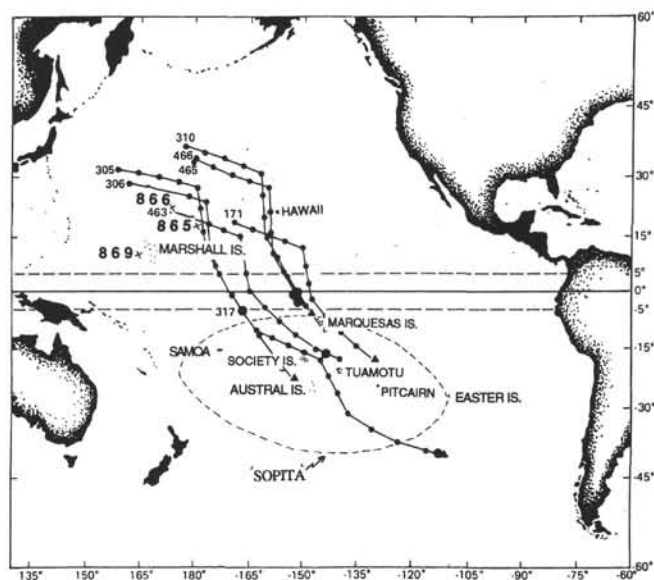 60°
45°
30°
15°
5°
0°
-5°
-15°
-30°
-45°
-60°
310
466
465
305
306
866
463
865
171
HAWAII
869
MARSHALL IS.
317
MARQUESAS IS.
SAMOA
SOCIETY IS.
TUAMOTU
AUSTRAL IS.
PITCAIRN
EASTER IS.
SOPITA
135° 150° 165° 180° -165° -150° -135° -120° -105° -90° -75° -60°